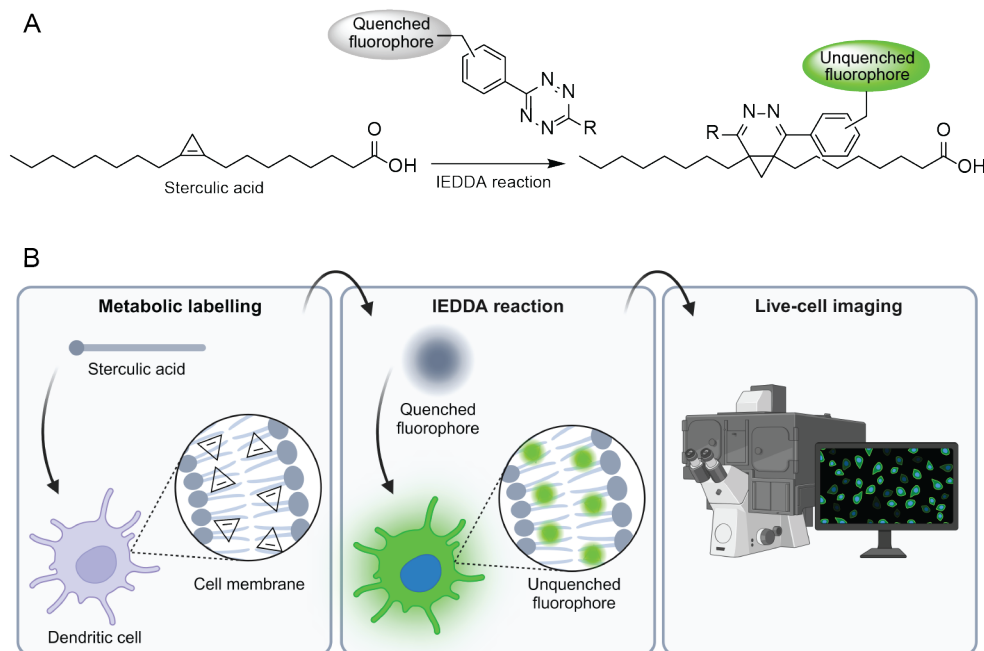 A
Quenched
fluorophore
N
N
N
N
R
O
OH
Sterculic acid
IEDDA reaction
Unquenched
fluorophore
N
N
R
O
OH
B
Metabolic labelling
Sterculic acid
Cell membrane
Dendritic cell
IEDDA reaction
Quenched
fluorophore
Unquenched
fluorophore
Live-cell imaging